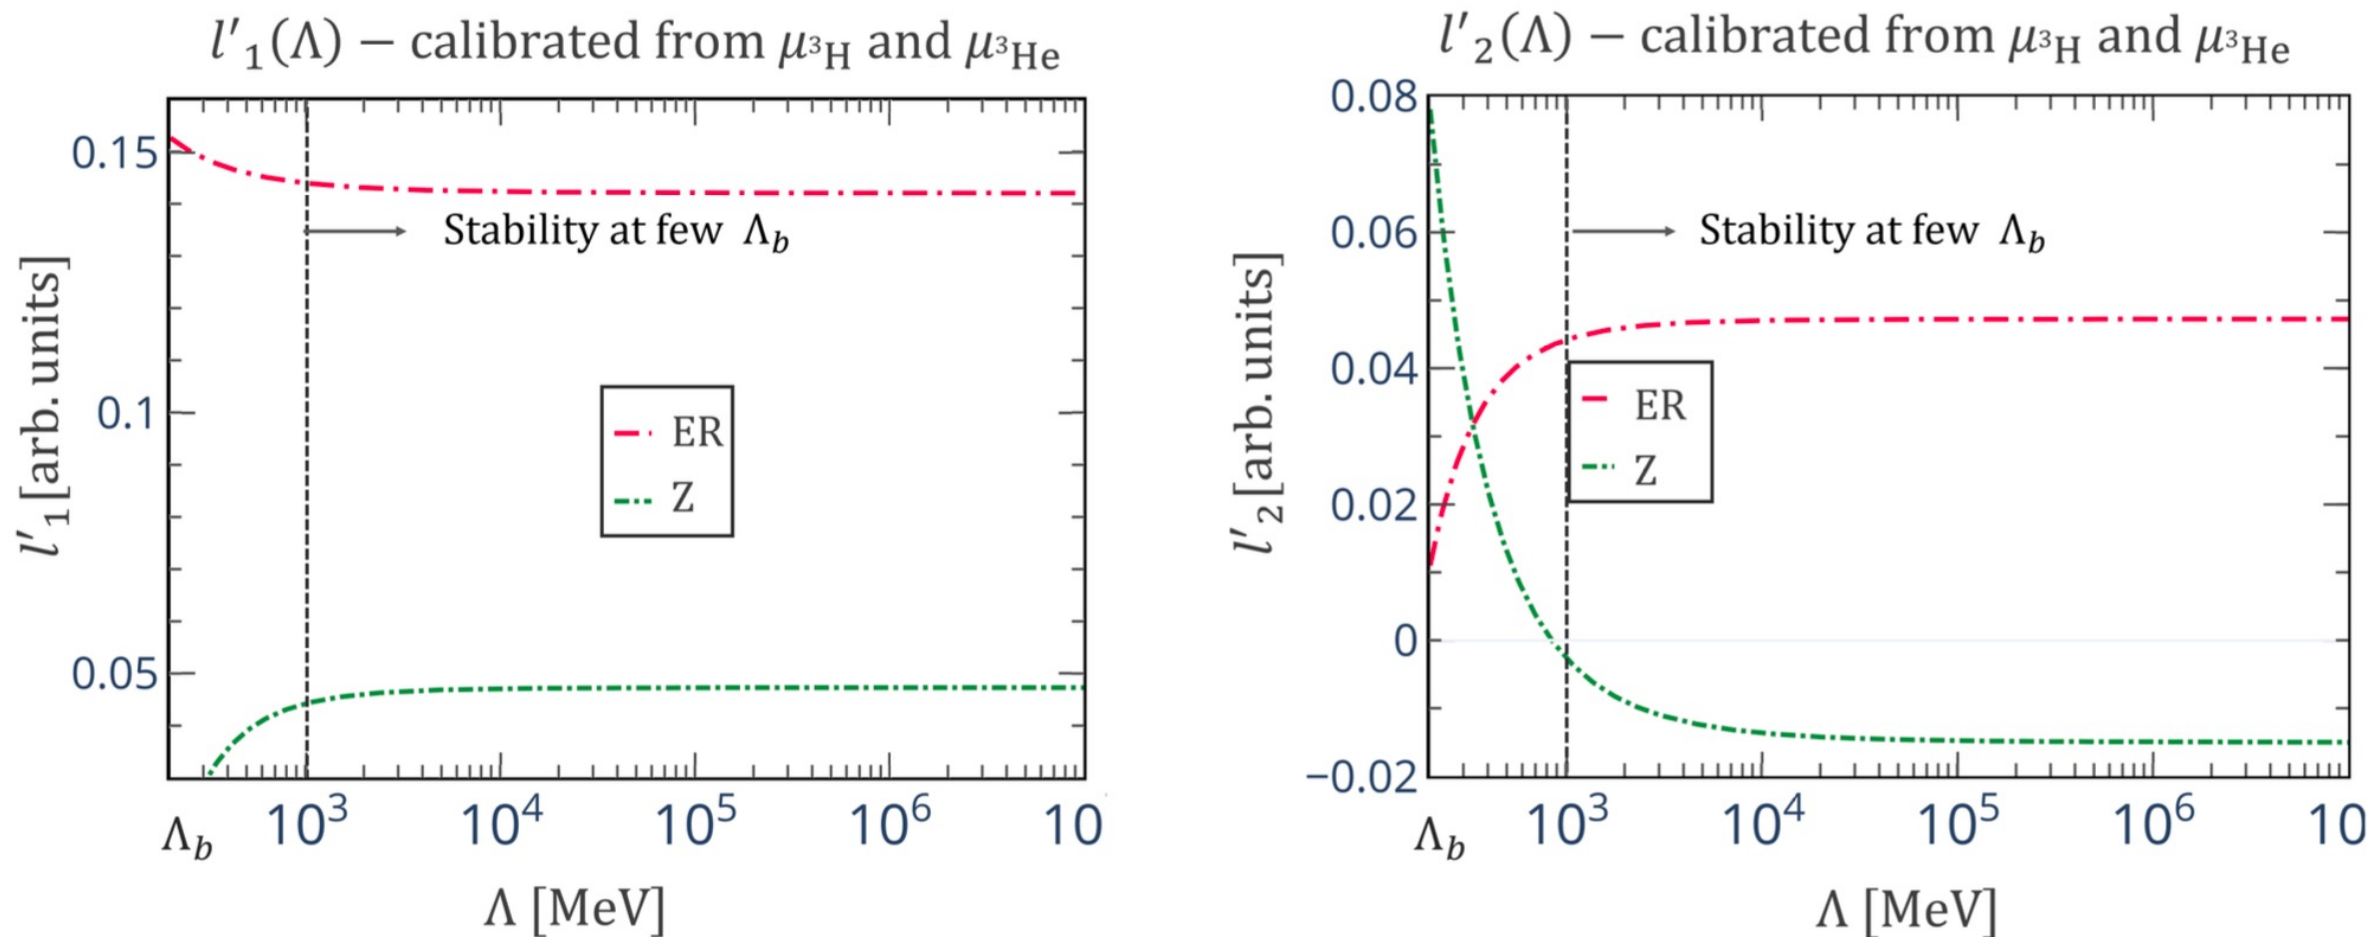 l′₁(Λ) − calibrated from μ³H and μ³He
0.15
0.1
0.05
l′₁[arb. units]
Stability at few Λb
ER
Z
Λb
10³
10⁴
10⁵
10⁶
10
Λ [MeV]
l′₂(Λ) − calibrated from μ³H and μ³He
0.08
0.06
0.04
0.02
0
−0.02
l′₂[arb. units]
Stability at few Λb
ER
Z
Λb
10³
10⁴
10⁵
10⁶
10
Λ [MeV]